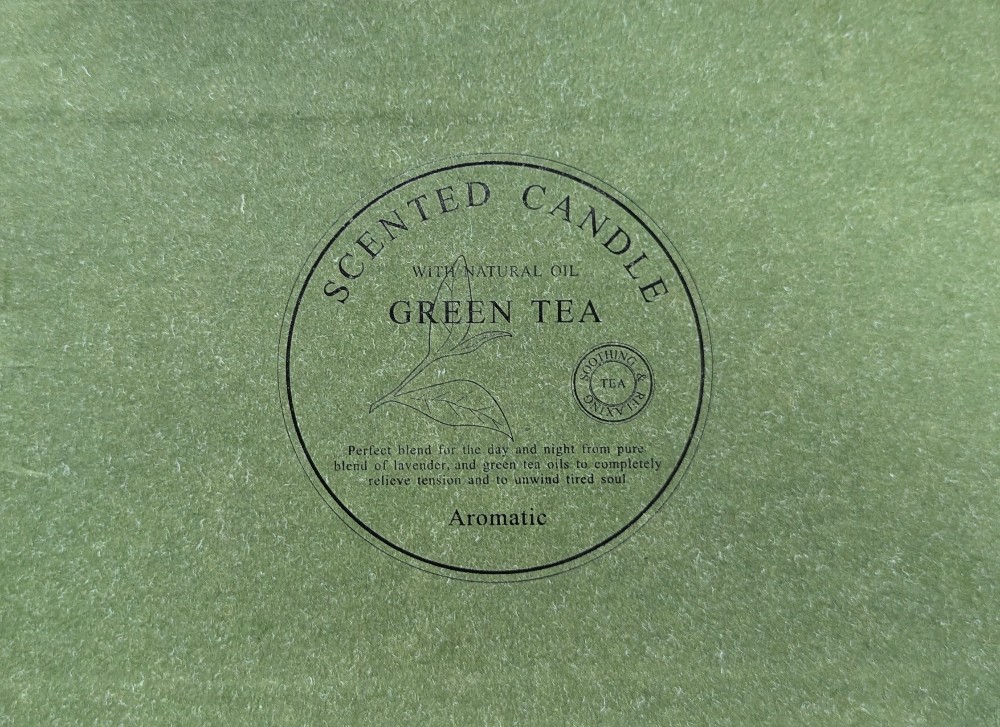 SCENTED CANDLE
WITH NATURAL OIL
GREEN TEA
SOOTHING & RELAXING
TEA
Perfect blend for the day and night from pure
blend of lavender, and green tea oils to completely
relieve tension and to unwind tired soul
Aromatic